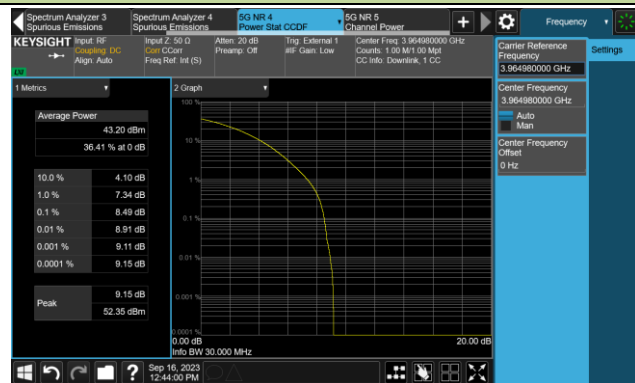 Spectrum Analyzer 3
Spurious Emissions
Spectrum Analyzer 4
Spurious Emissions
5G NR 4
Power Stat CCDF
5G NR 5
Channel Power
Frequency
KEYSIGHT
Input: RF
Coupling: DC
Align: Auto
Input Z: 50 Ω
Corr CCorr
Freq Ref: Int (S)
Atten: 20 dB
Preamp: Off
Trig: External 1
#IF Gain: Low
Center Freq: 3.964980000 GHz
Counts: 1.00 M/1.00 Mpt
CC Info: Downlink, 1 CC
Carrier Reference
Frequency
3.964980000 GHz
Settings
Center Frequency
3.964980000 GHz
Auto
Man
Center Frequency
Offset
0 Hz
1 Metrics
Average Power
43.20 dBm
36.41 % at 0 dB
10.0 % 4.10 dB
1.0 % 7.34 dB
0.1 % 8.49 dB
0.01 % 8.91 dB
0.001 % 9.11 dB
0.0001 % 9.15 dB
Peak
9.15 dB
52.35 dBm
2 Graph
100 %
10 %
1 %
0.1 %
0.01 %
0.001 %
0.0001 %
0.00 dB
20.00 dB
Info BW 30.000 MHz
?
Sep 16, 2023
12:44:00 PM